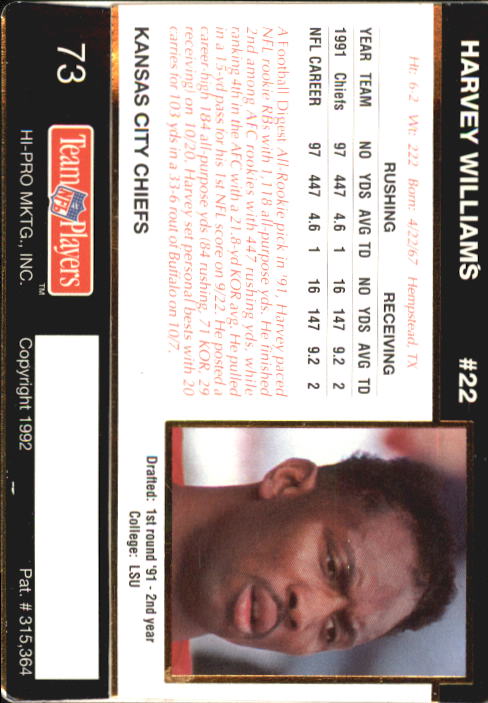 HARVEY WILLIAMS #22
Ht: 6-2 Wt: 222 Born: 4/22/67 Hempstead, TX
RUSHING RECEIVING
YEAR TEAM NO YDS AVG TD NO YDS AVG TD
1991 Chiefs 97 447 4.6 1 16 147 9.2 2
NFL CAREER 97 447 4.6 1 16 147 9.2 2
A Football Digest All-Rookie pick in '91, Harvey paced
NFL rookie RBs with 1,118 all-purpose yds. He finished
2nd among AFC rookies with 447 rushing yds, while
ranking 4th in the AFC with a 21.8-yd KOR avg. He pulled
in a 15-yd pass for his 1st NFL score on 9/22. He posted a
career-high 184 all-purpose yds (84 rushing, 71 KOR, 29
receiving) on 10/20. Harvey set personal bests with 20
carries for 103 yds in a 33-6 rout of Buffalo on 10/7.
KANSAS CITY CHIEFS
Drafted: 1st round '91 - 2nd year
College: LSU
73
Team NFL Players
HI-PRO MKTG., INC.™
Copyright 1992
Pat. # 315,364